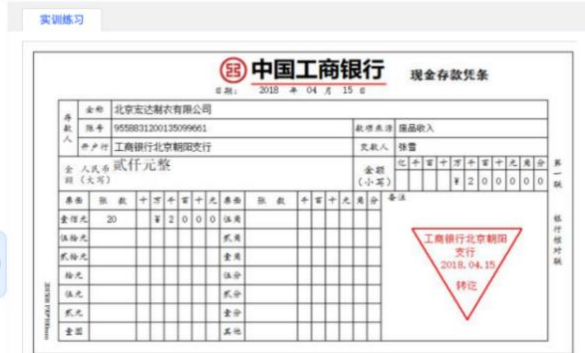 实训练习
中国工商银行 现金存款凭条
日期: 2018 年 04 月 15 日
存款人 全称 北京宏达制衣有限公司
账号 9558831200135099661 款项来源 废品收入
开户行 工商银行北京朝阳支行 交款人 张雪
金额 人民币(大写) 贰仟元整 金额(小写) 亿 千 百 十 万 千 百 十 元 角 分
¥ 2 0 0 0 0 0
票面 张数 十 万 千 百 十 元 票面 张数 千 百 十 元 角 分 备注
壹佰元 20 ¥ 2 0 0 0 伍角
伍拾元 贰角
贰拾元 壹角
拾元 伍分
伍元 贰分
贰元 壹分
壹圆 其他
工商银行北京朝阳
支行
2018.04.15
转讫
第一联 银行核对联